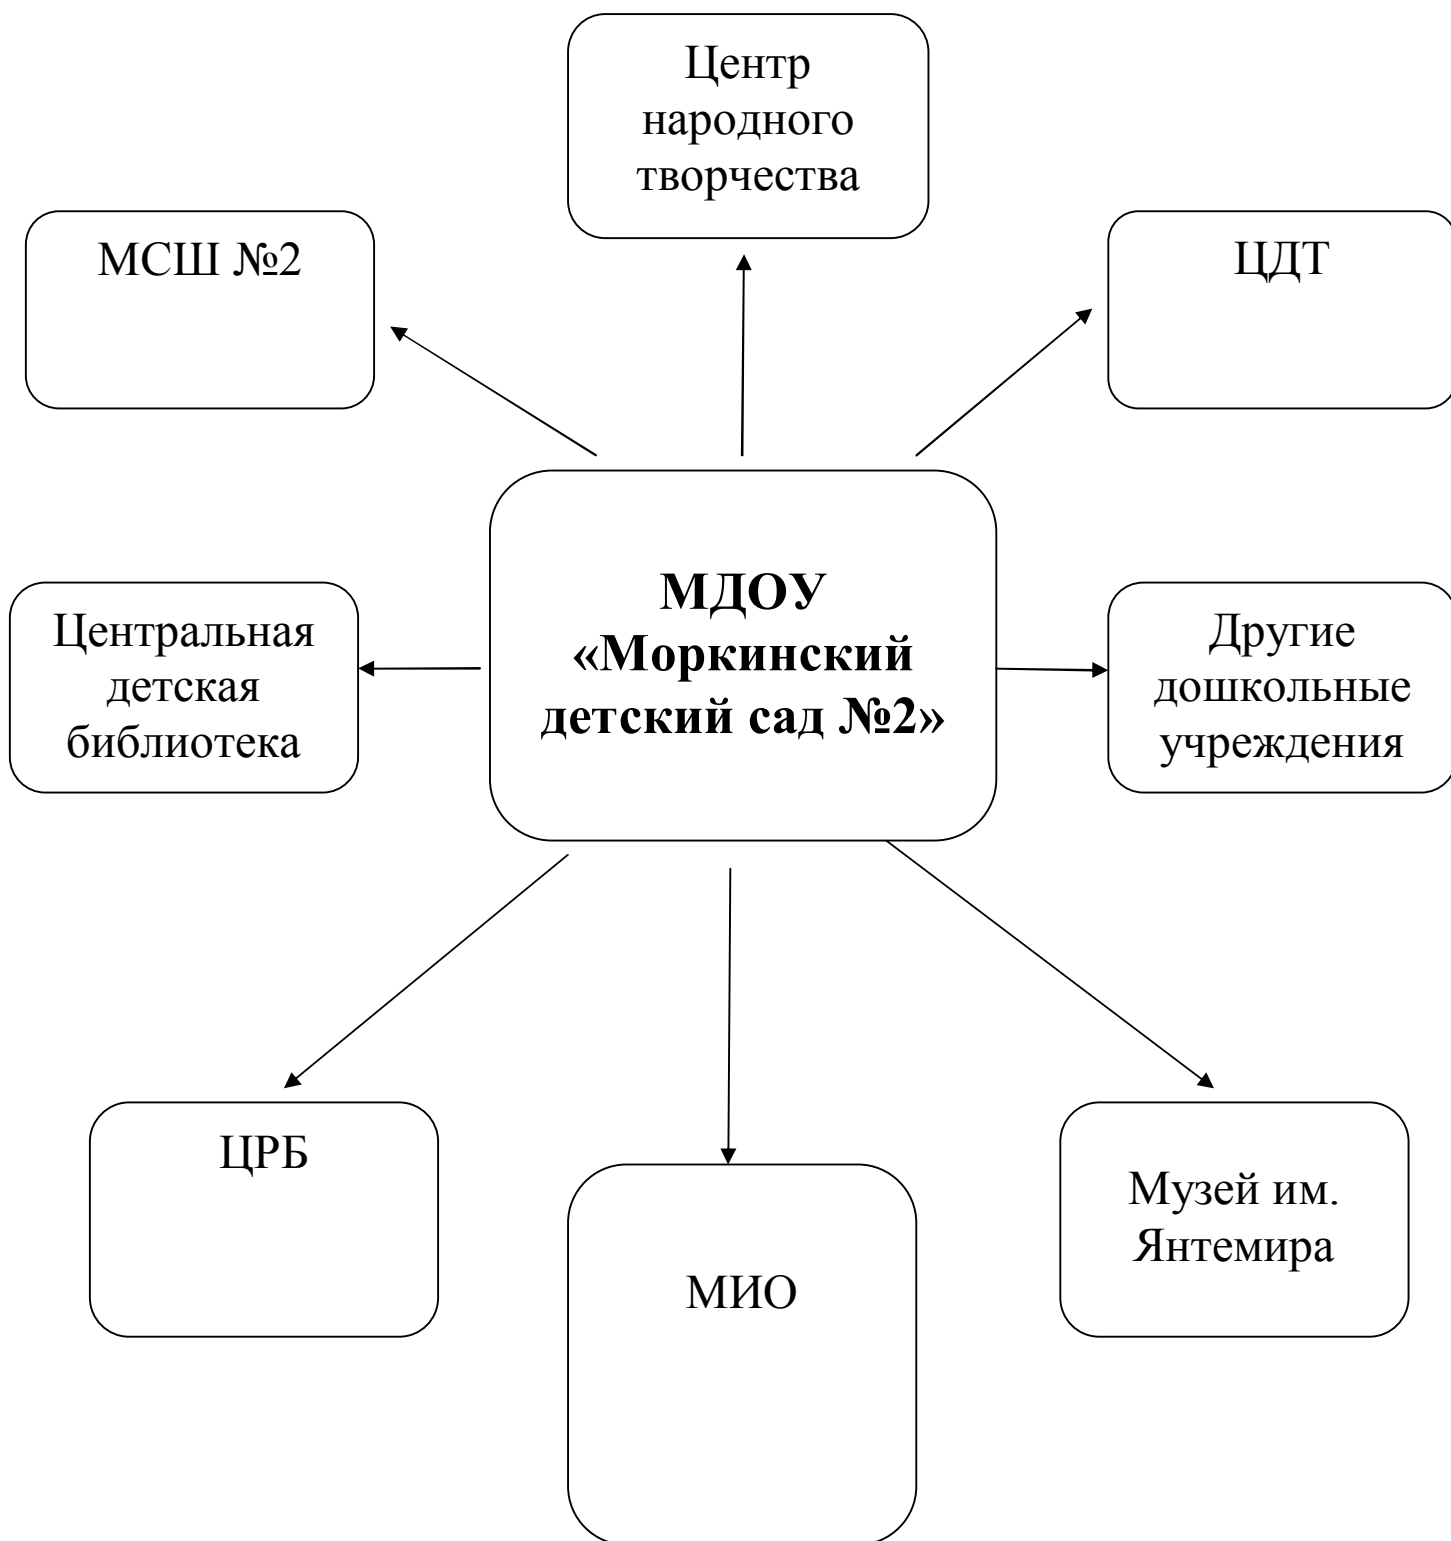 Центр
народного
творчества
МСШ №2
ЦДТ
МДОУ
«Моркинский
детский сад №2»
Центральная
детская
библиотека
Другие
дошкольные
учреждения
ЦРБ
МИО
Музей им.
Янтемира